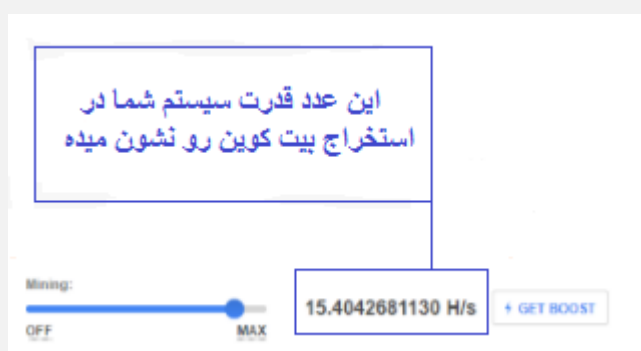 این عدد قدرت سیستم شما در
استخراج بیت کوین رو نشون میده
Mining:
15.4042681130 H/s
GET BOOST
OFF MAX